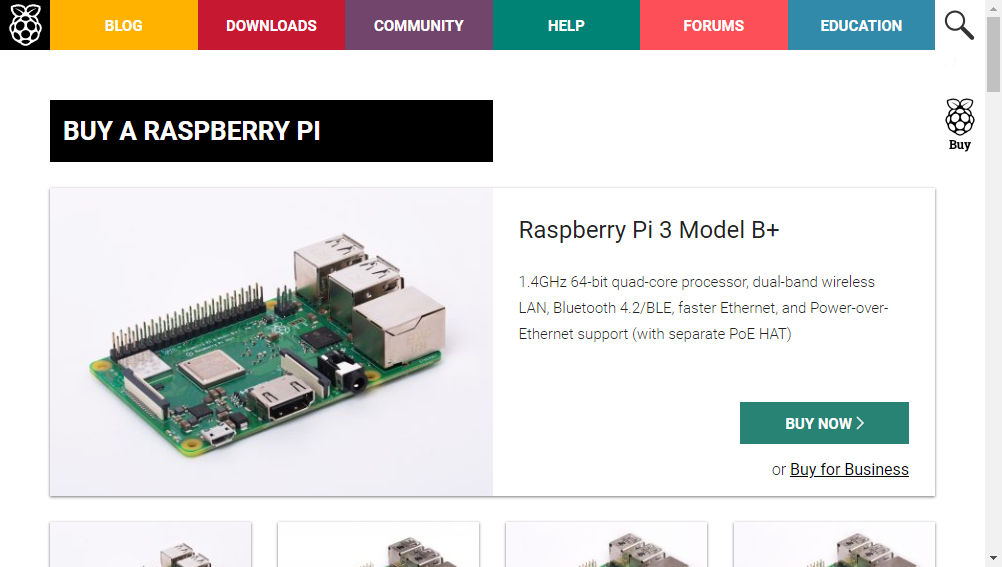 BLOG
DOWNLOADS
COMMUNITY
HELP
FORUMS
EDUCATION
Buy
BUY A RASPBERRY PI
Raspberry Pi 3 Model B+
1.4GHz 64-bit quad-core processor, dual-band wireless
LAN, Bluetooth 4.2/BLE, faster Ethernet, and Power-over-
Ethernet support (with separate PoE HAT)
BUY NOW
or Buy for Business